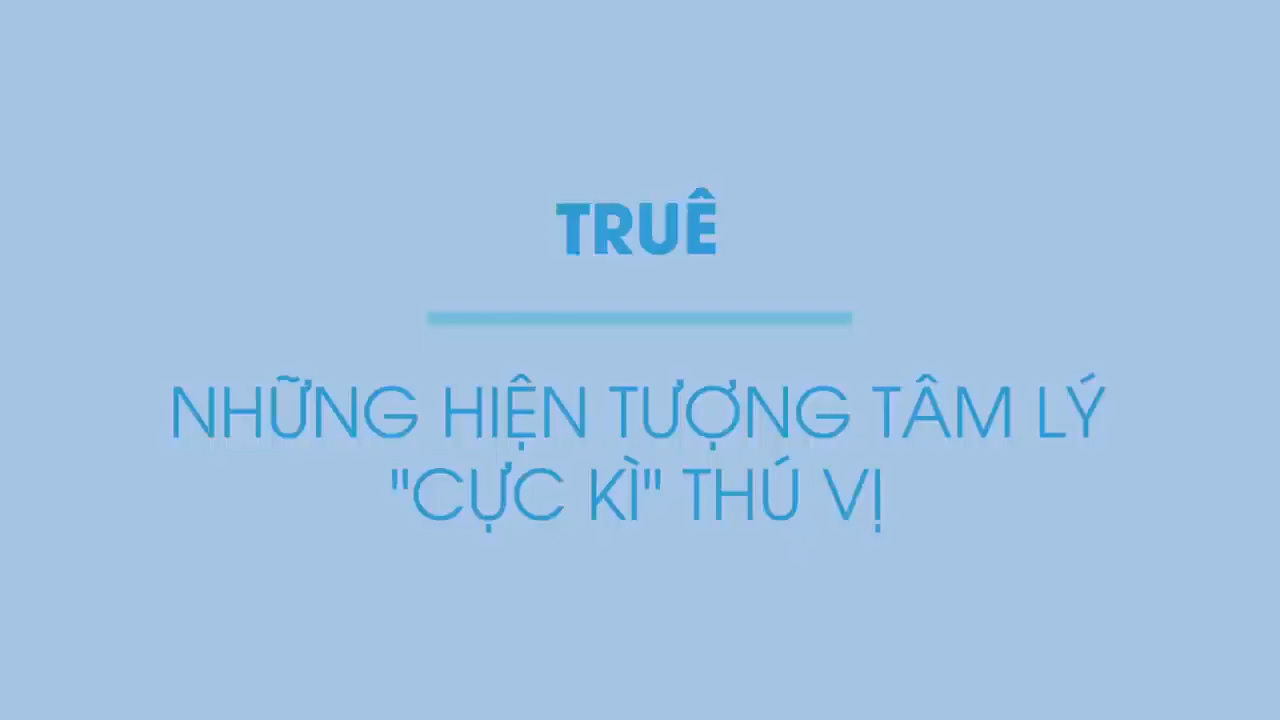 TRUÊ
NHỮNG HIỆN TƯỢNG TÂM LÝ
"CỰC KÌ" THÚ VỊ